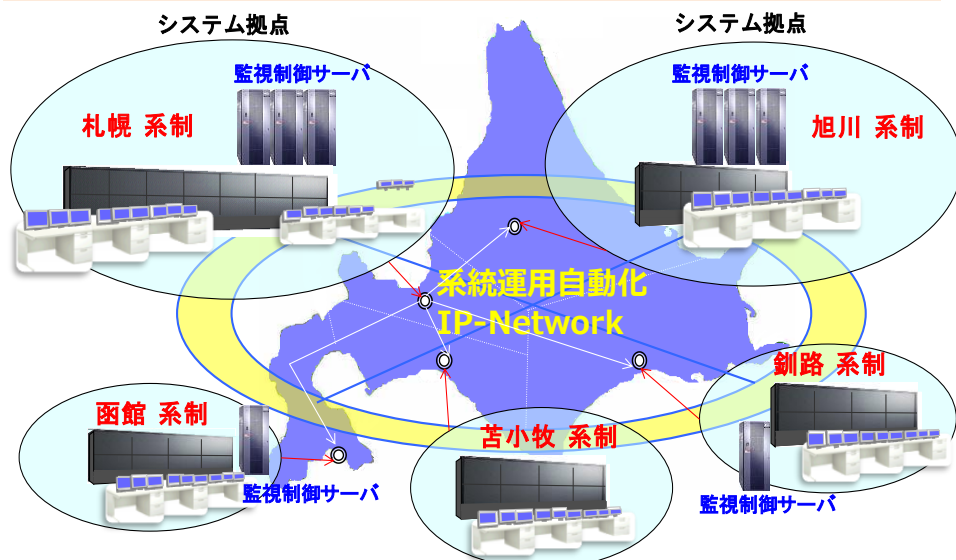 システム拠点
システム拠点
監視制御サーバ
監視制御サーバ
札幌 系制
旭川 系制
系統運用自動化
IP-Network
釧路 系制
函館 系制
苫小牧 系制
監視制御サーバ
監視制御サーバ